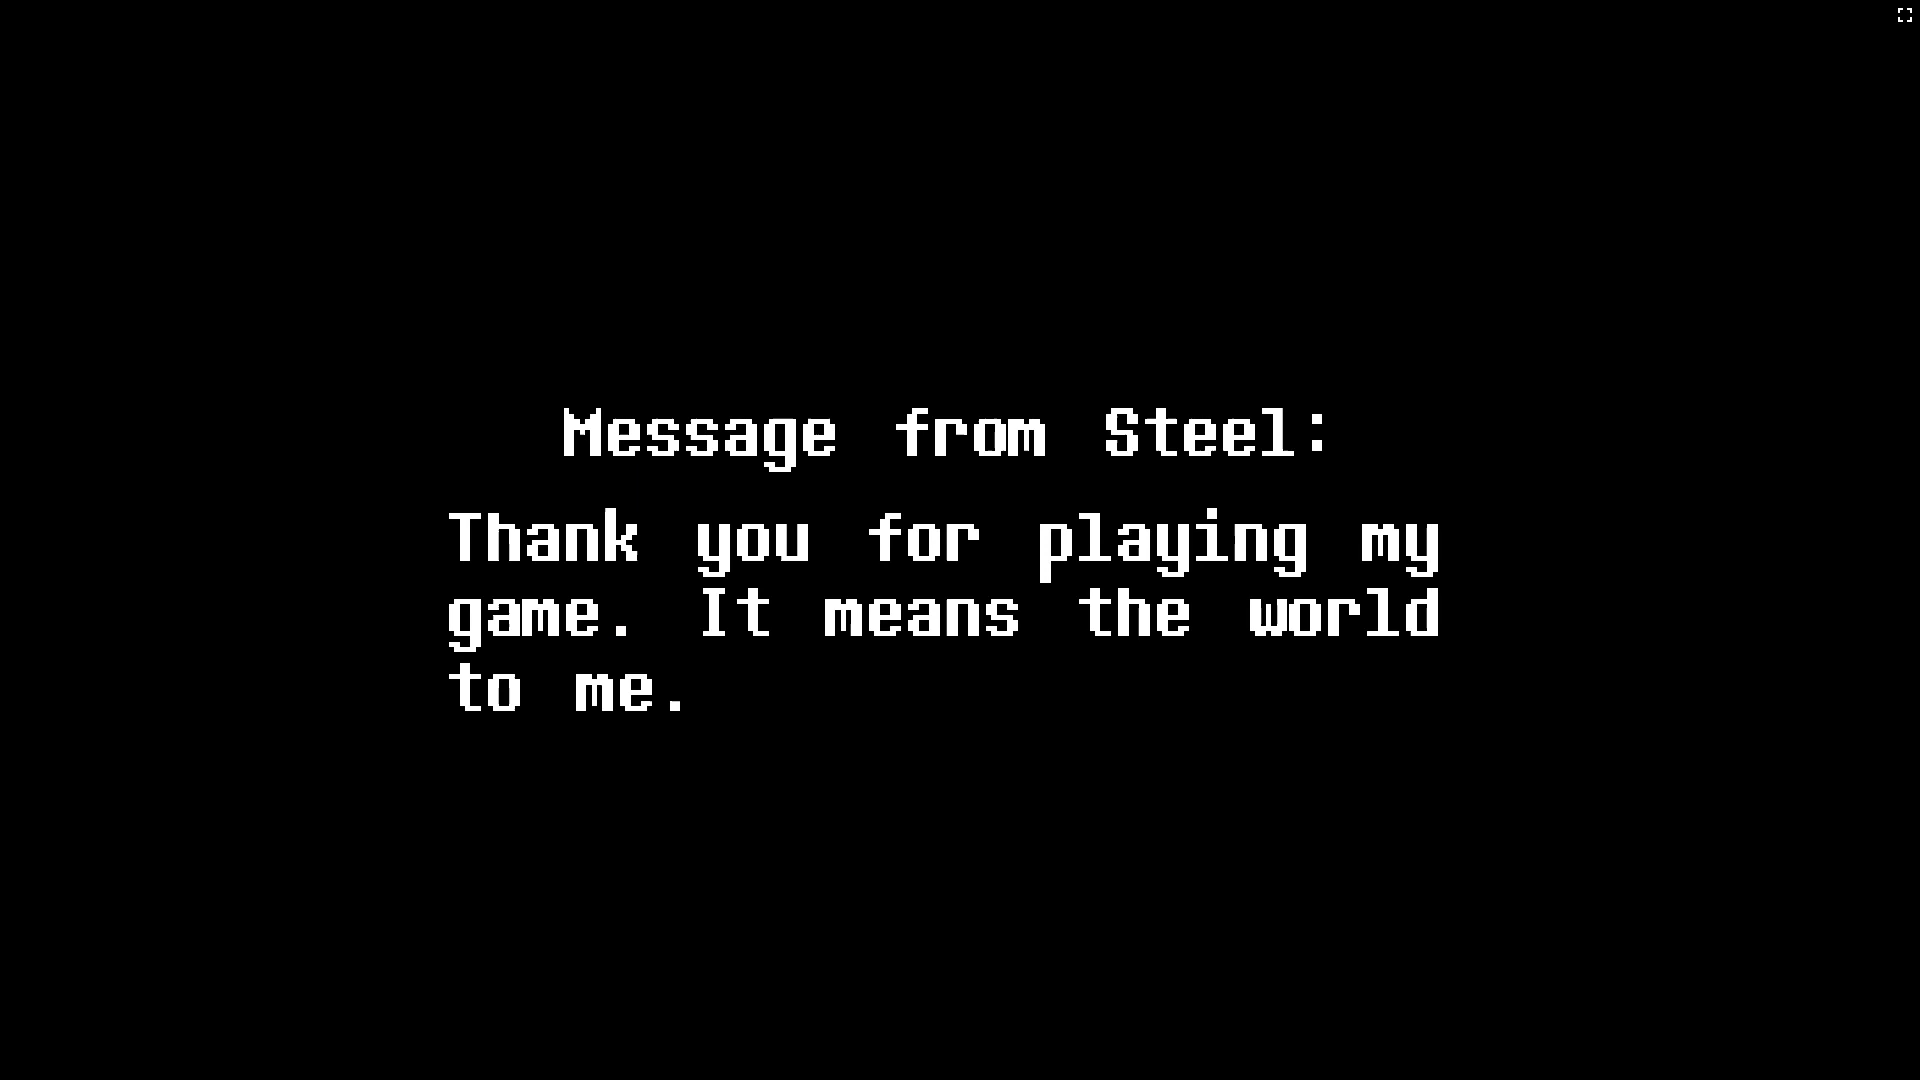 Message from Steel:
Thank you for playing my
game. It means the world
to me.